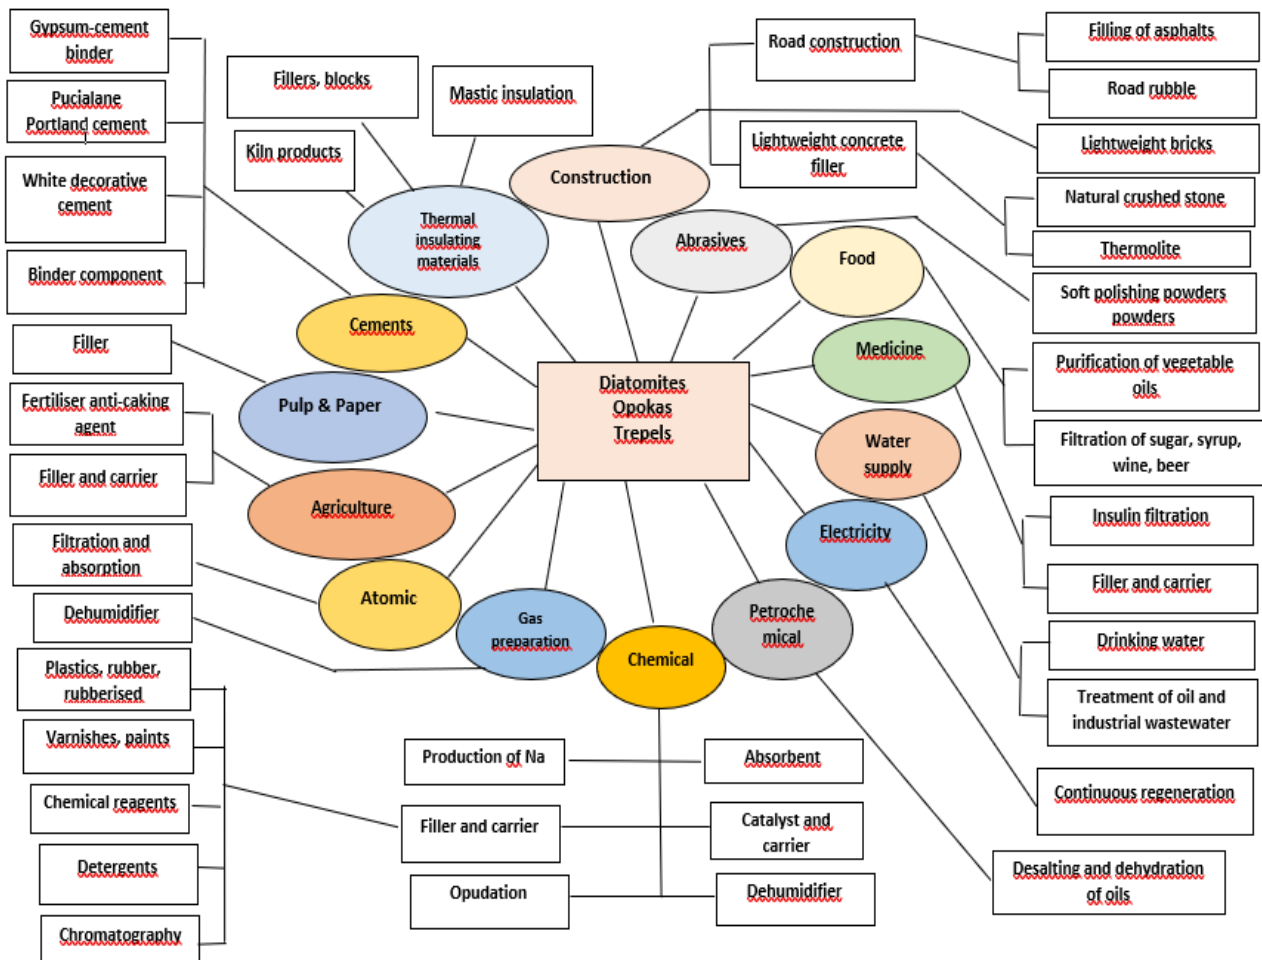 Gypsum-cement
binder
Pucialane
Portland cement
White decorative
cement
Binder component
Filler
Fertiliser anti-caking
agent
Filler and carrier
Filtration and
absorption
Dehumidifier
Plastics, rubber,
rubberised
Varnishes, paints
Chemical reagents
Detergents
Chromatography
Fillers, blocks
Mastic insulation
Kiln products
Thermal
insulating
materials
Cements
Pulp & Paper
Agriculture
Atomic
Gas
preparation
Chemical
Petroche
mical
Electricity
Water
supply
Medicine
Food
Abrasives
Construction
Diatomites
Opokas
Trepels
Road construction
Lightweight concrete
filler
Filling of asphalts
Road rubble
Lightweight bricks
Natural crushed stone
Thermolite
Soft polishing powders
powders
Purification of vegetable
oils
Filtration of sugar, syrup,
wine, beer
Insulin filtration
Filler and carrier
Drinking water
Treatment of oil and
industrial wastewater
Continuous regeneration
Desalting and dehydration
of oils
Production of Na
Absorbent
Filler and carrier
Catalyst and
carrier
Opudation
Dehumidifier